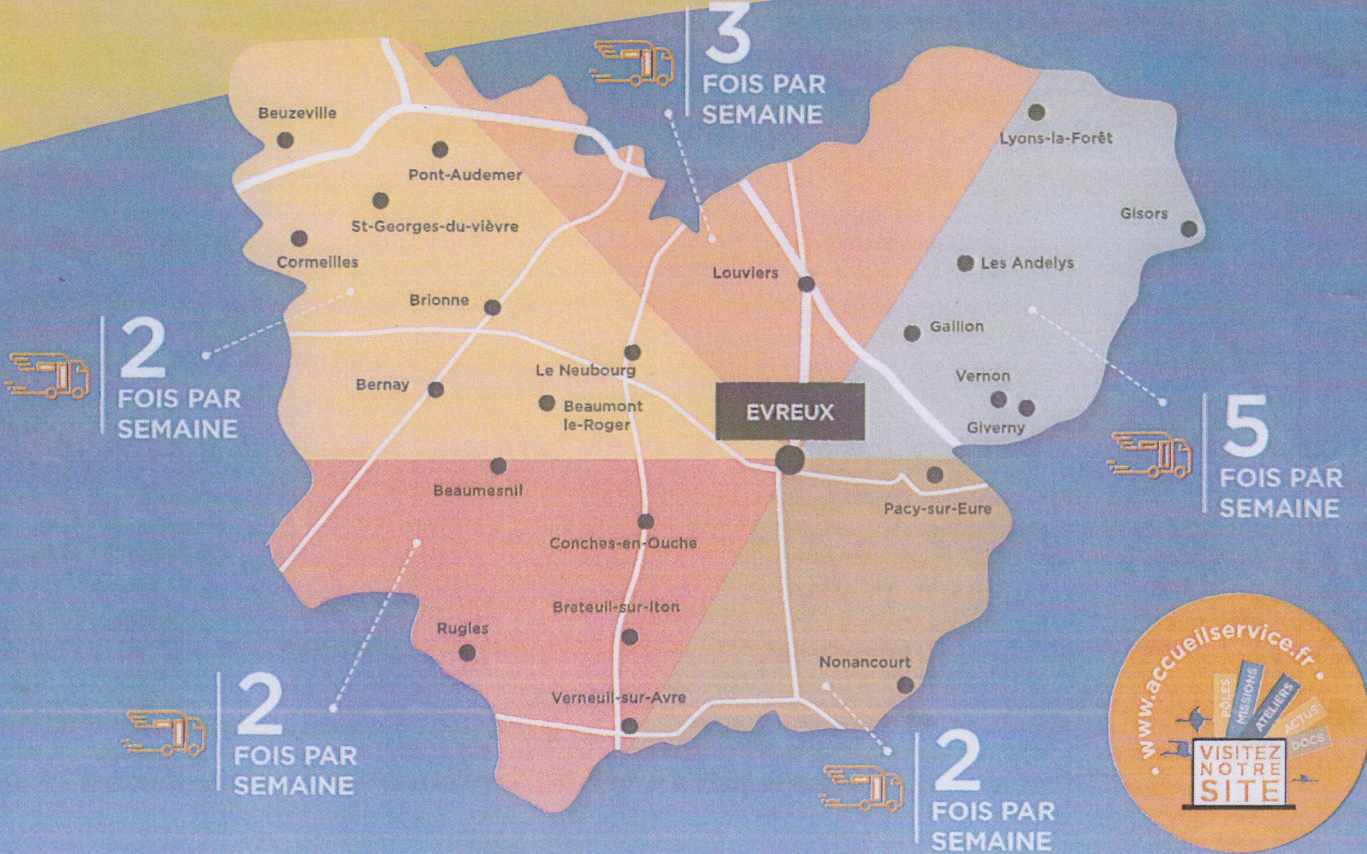 3
FOIS PAR
SEMAINE
Beuzeville
Pont-Audemer
St-Georges-du-vièvre
Cormeilles
Lyons-la-Forêt
Gisors
Les Andelys
Louviers
Brionne
Gaillon
2
FOIS PAR
SEMAINE
Le Neubourg
Bernay
Beaumont
le-Roger
EVREUX
Vernon
Giverny
5
FOIS PAR
SEMAINE
Beaumesnil
Pacy-sur-Eure
Conches-en-Ouche
Breteuil-sur-Iton
Rugles
Nonancourt
Verneuil-sur-Avre
2
FOIS PAR
SEMAINE
2
FOIS PAR
SEMAINE
www.accueilservice.fr
PÔLES
MISSIONS
ATELIERS
ACTUS
DOCS
VISITEZ
NOTRE
SITE